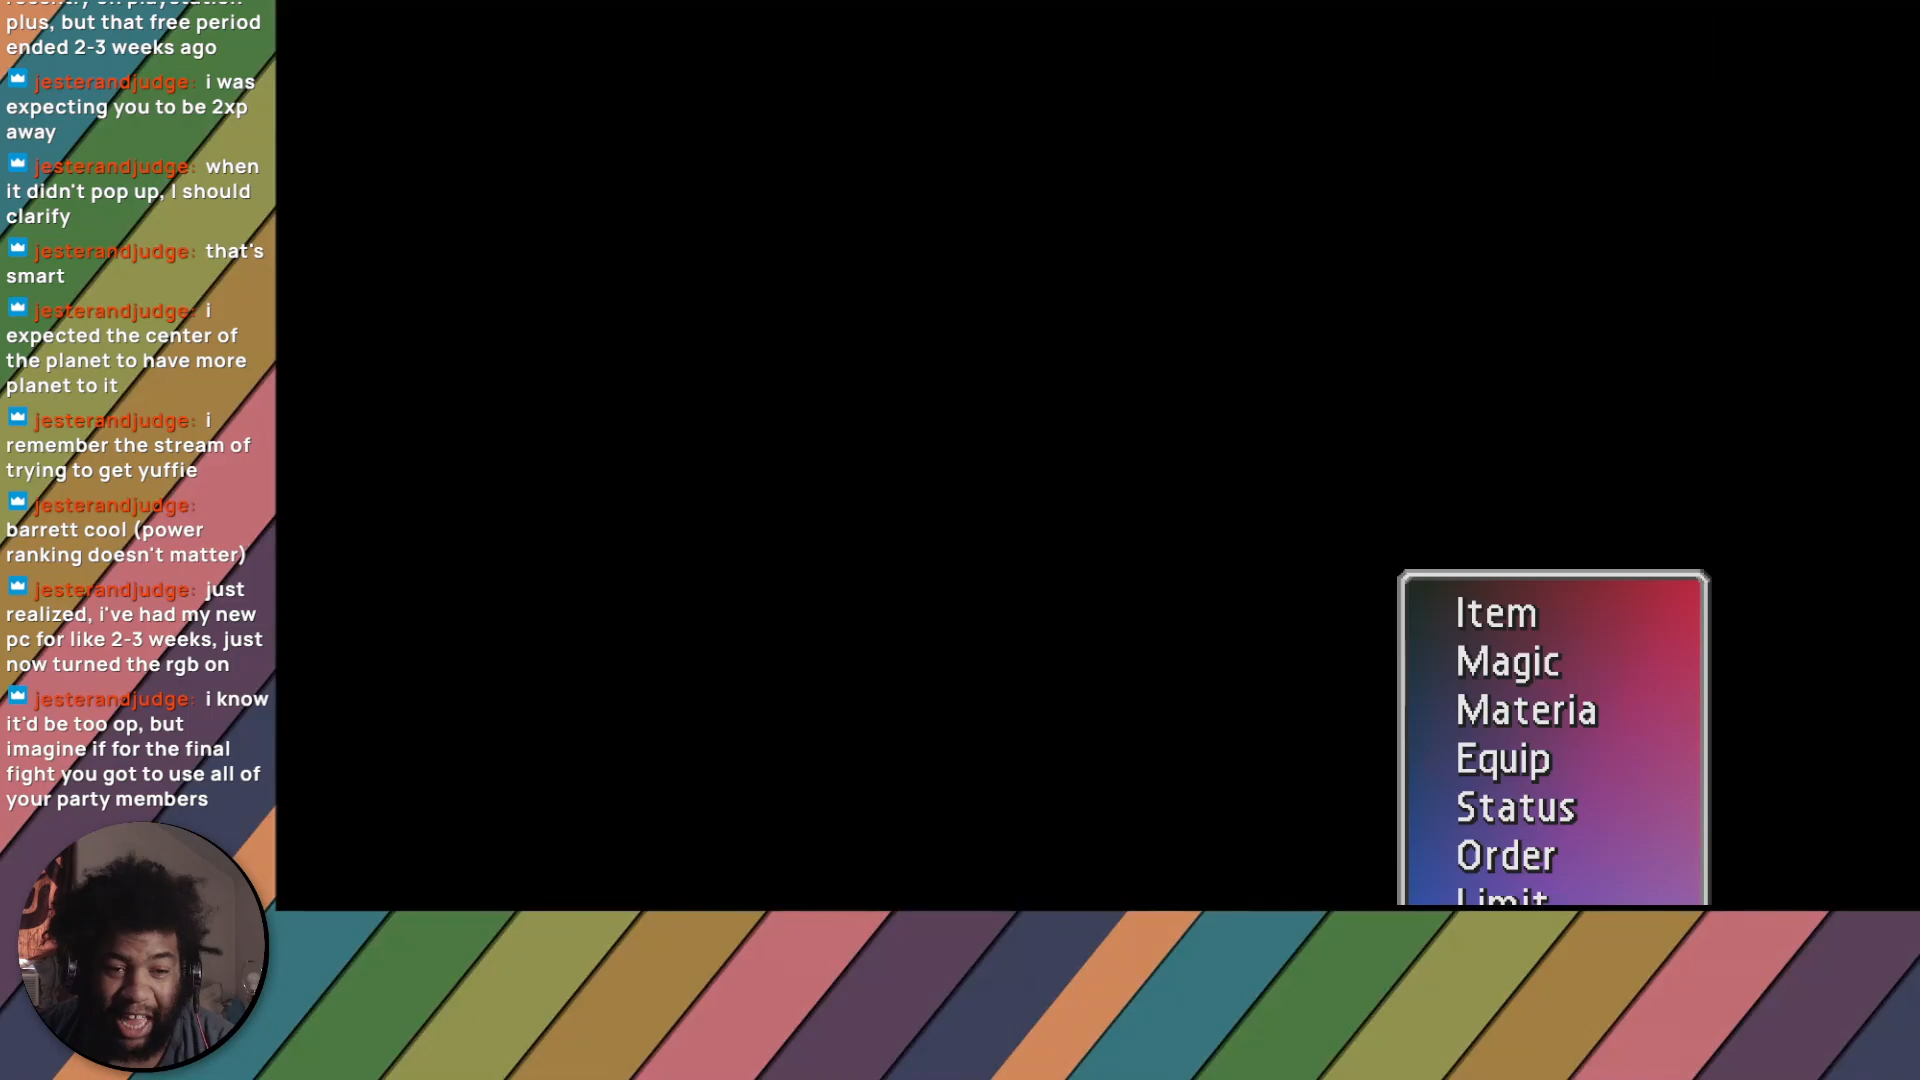 plus, but that free period
ended 2-3 weeks ago
jesterandjudge: i was
expecting you to be 2xp
away
jesterandjudge: when
it didn't pop up, I should
clarify
jesterandjudge: that's
smart
jesterandjudge: i
expected the center of
the planet to have more
planet to it
jesterandjudge: i
remember the stream of
trying to get yuffie
jesterandjudge:
barrett cool (power
ranking doesn't matter)
jesterandjudge: just
realized, i've had my new
pc for like 2-3 weeks, just
now turned the rgb on
jesterandjudge: i know
it'd be too op, but
imagine if for the final
fight you got to use all of
your party members
Item
Magic
Materia
Equip
Status
Order
Limit